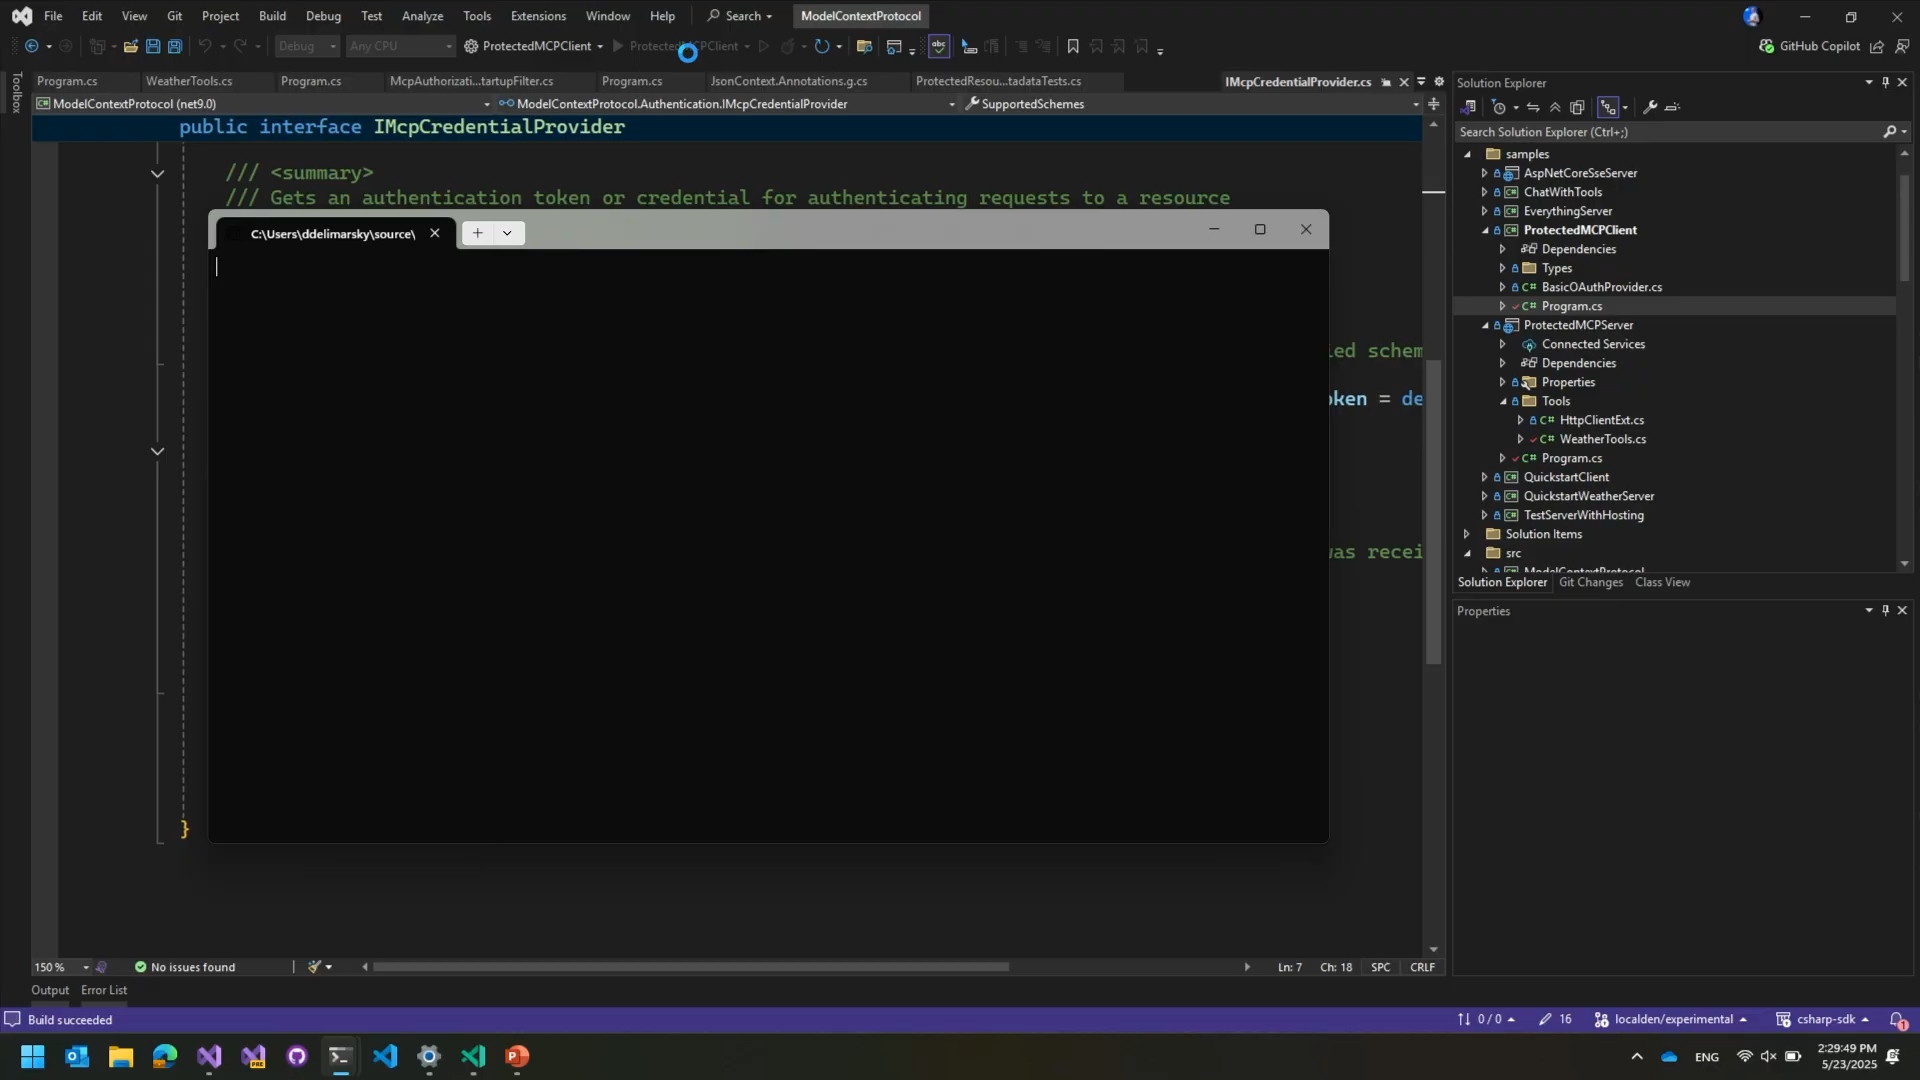 File Edit View Git Project Build Debug Test Analyze Tools Extensions Window Help Search ModelContextProtocol
Debug Any CPU ProtectedMCPClient ProtectedMCPClient abc GitHub Copilot
Toolbox
Program.cs WeatherTools.cs Program.cs McpAuthorizati...tartupFilter.cs Program.cs JsonContext.Annotations.g.cs ProtectedResou...tadataTests.cs IMcpCredentialProvider.cs
ModelContextProtocol (net9.0) ModelContextProtocol.Authentication.IMcpCredentialProvider SupportedSchemes
public interface IMcpCredentialProvider
/// <summary>
/// Gets an authentication token or credential for authenticating requests to a resource
C:\Users\ddelimarsky\source\
ied schem
oken = de
was recei
}
150 % No issues found Ln: 7 Ch: 18 SPC CRLF
Output Error List
Solution Explorer
Search Solution Explorer (Ctrl+;)
samples
AspNetCoreSseServer
ChatWithTools
EverythingServer
ProtectedMCPClient
Dependencies
Types
BasicOAuthProvider.cs
Program.cs
ProtectedMCPServer
Connected Services
Dependencies
Properties
Tools
HttpClientExt.cs
WeatherTools.cs
Program.cs
QuickstartClient
QuickstartWeatherServer
TestServerWithHosting
Solution Items
src
ModelContextProtocol
Solution Explorer Git Changes Class View
Properties
Build succeeded 0 / 0 16 localden/experimental csharp-sdk 1
ENG 2:29:49 PM
5/23/2025